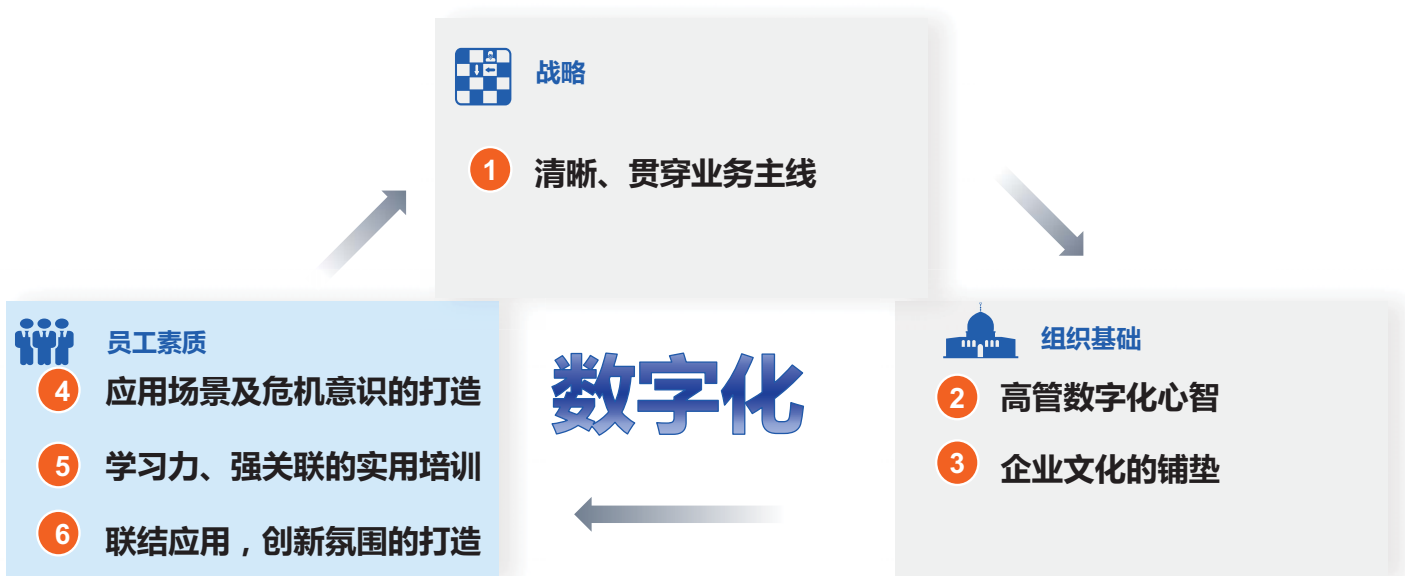 战略
1 清晰、贯穿业务主线
员工素质
4 应用场景及危机意识的打造
5 学习力、强关联的实用培训
6 联结应用，创新氛围的打造
数字化
组织基础
2 高管数字化心智
3 企业文化的铺垫